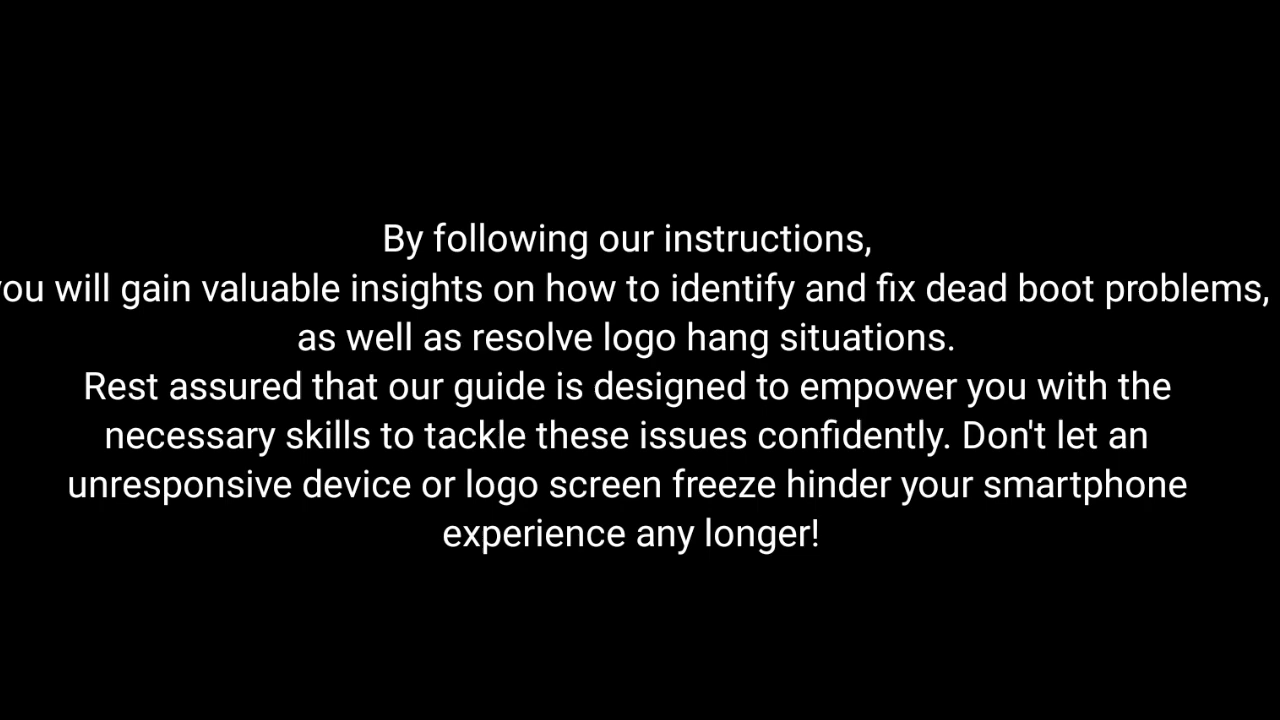 By following our instructions,
you will gain valuable insights on how to identify and fix dead boot problems,
as well as resolve logo hang situations.
Rest assured that our guide is designed to empower you with the
necessary skills to tackle these issues confidently. Don't let an
unresponsive device or logo screen freeze hinder your smartphone
experience any longer!